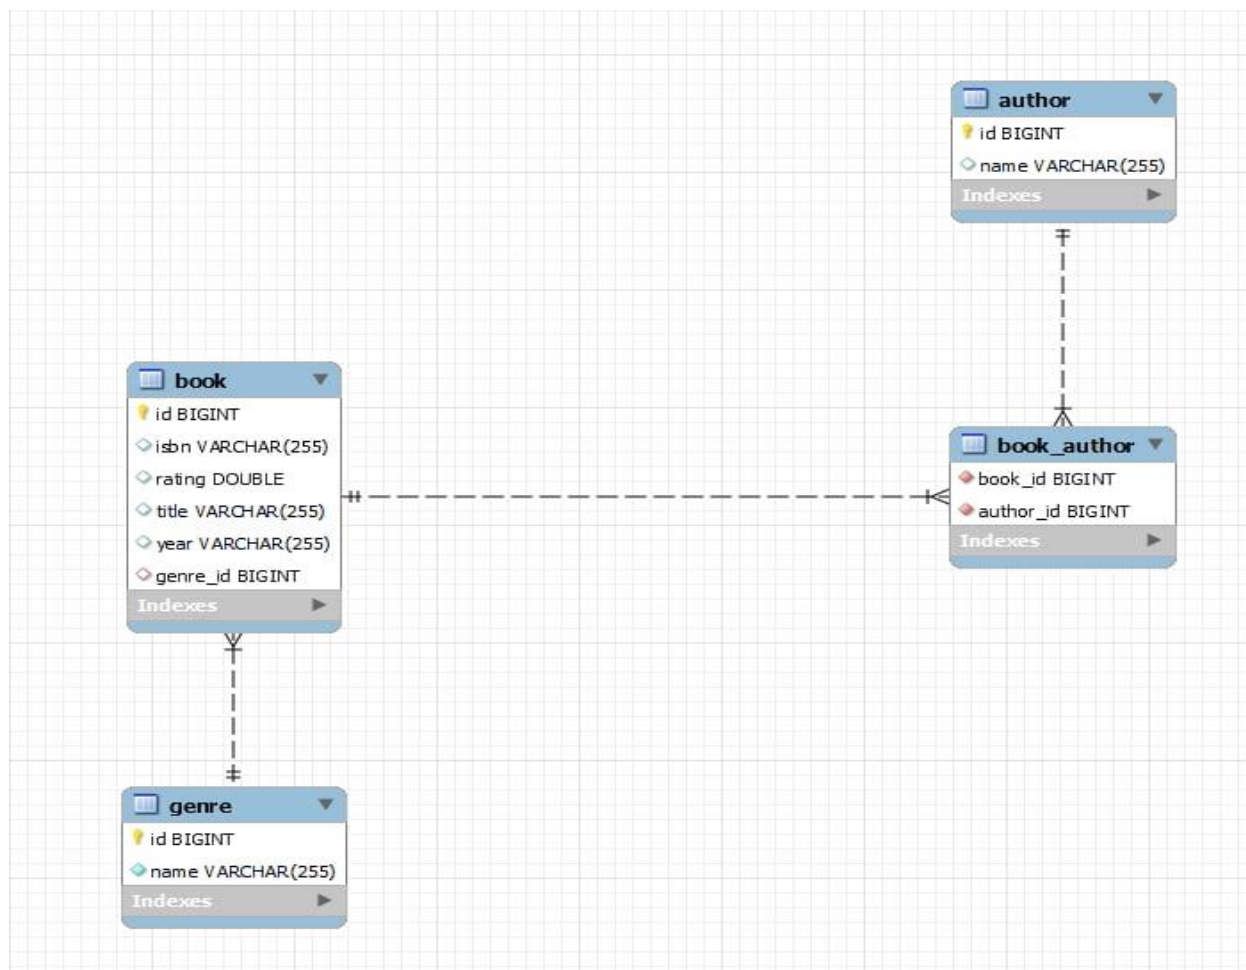 author
id BIGINT
name VARCHAR(255)
Indexes
book
id BIGINT
isbn VARCHAR(255)
rating DOUBLE
title VARCHAR(255)
year VARCHAR(255)
genre_id BIGINT
Indexes
book_author
book_id BIGINT
author_id BIGINT
Indexes
genre
id BIGINT
name VARCHAR(255)
Indexes